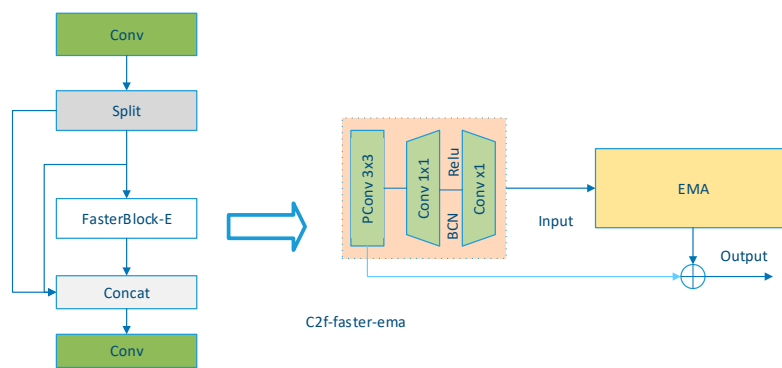 Conv
Split
FasterBlock-E
Concat
Conv
PConv 3x3
Conv 1x1
Relu
BCN
Conv x1
Input
EMA
Output
C2f-faster-ema